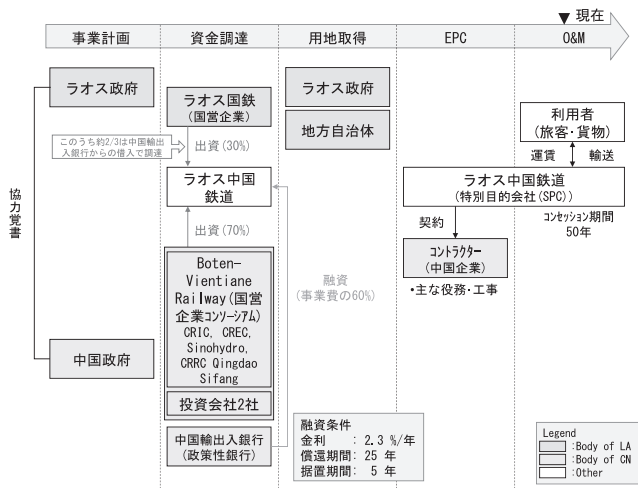 ▼ 現在
事業計画
資金調達
用地取得
EPC
O&M
ラオス政府
協力覚書
中国政府
ラオス国鉄
(国営企業)
このうち約2/3は中国輸出
入銀行からの借入で調達
出資(30%)
ラオス中国
鉄道
出資(70%)
Boten-
Vientiane
Railway(国営
企業コンソーシアム)
CRIC, CREC,
Sinohydro,
CRRC Qingdao
Sifang
投資会社2社
中国輸出入銀行
(政策性銀行)
ラオス政府
地方自治体
融資
(事業費の60%)
融資条件
金利 : 2.3 %/年
償還期間: 25 年
据置期間: 5 年
利用者
(旅客・貨物)
運賃 輸送
ラオス中国鉄道
(特別目的会社(SPC))
契約
コンセッション期間
50年
コントラクター
(中国企業)
・主な役務・工事
Legend
:Body of LA
:Body of CN
:Other